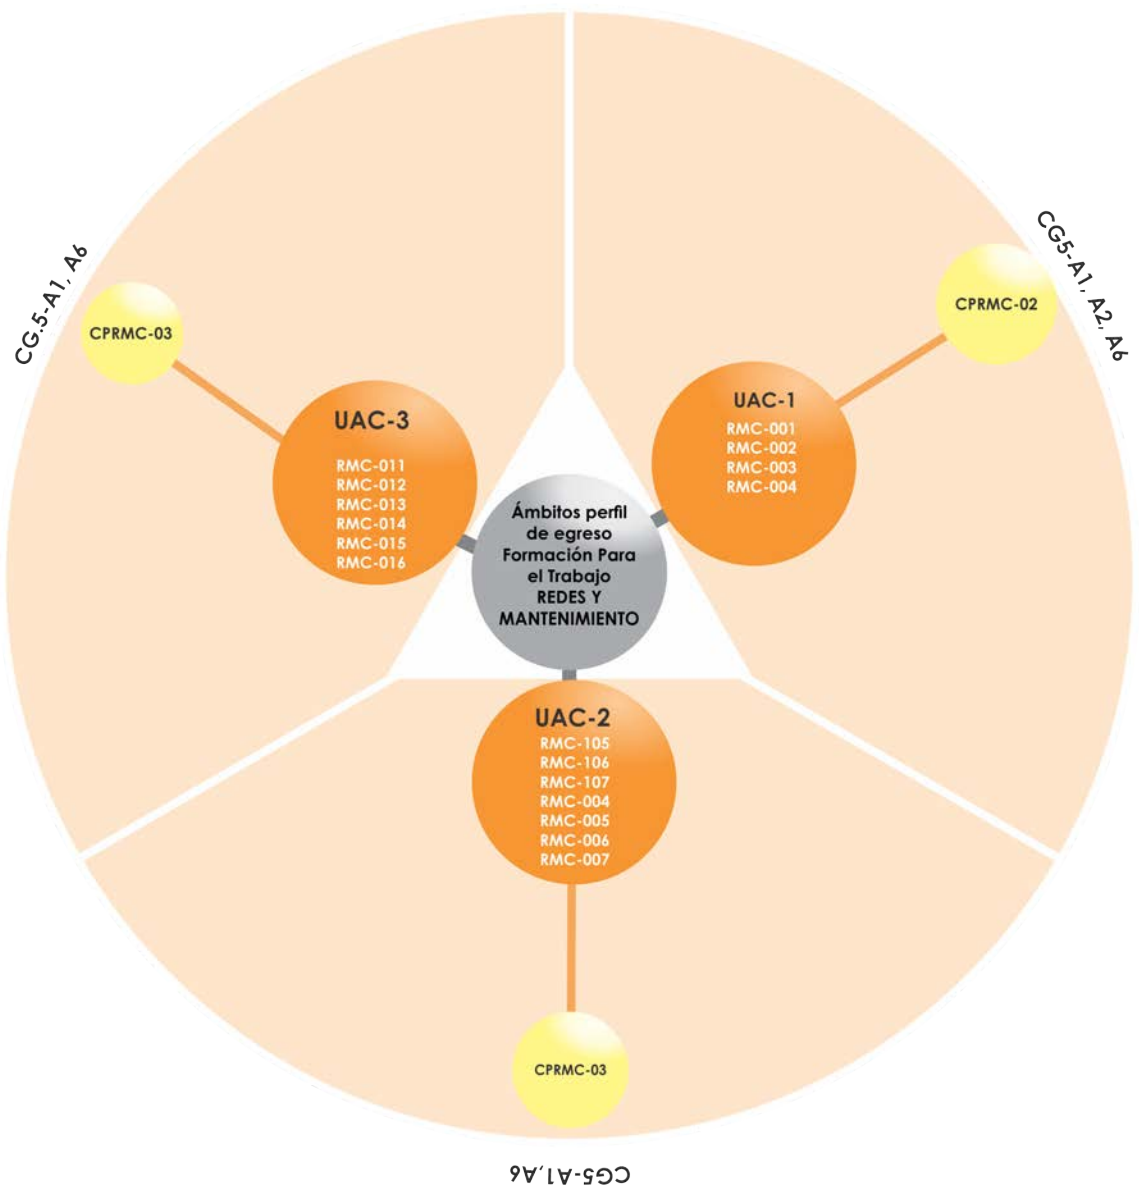 CG.5-A1, A6
CPRMC-03
UAC-3
RMC-011
RMC-012
RMC-013
RMC-014
RMC-015
RMC-016
CG5-A1, A2, A6
CPRMC-02
UAC-1
RMC-001
RMC-002
RMC-003
RMC-004
Ámbitos perfil
de egreso
Formación Para
el Trabajo
REDES Y
MANTENIMIENTO
UAC-2
RMC-105
RMC-106
RMC-107
RMC-004
RMC-005
RMC-006
RMC-007
CPRMC-03
CG5-A1,A6